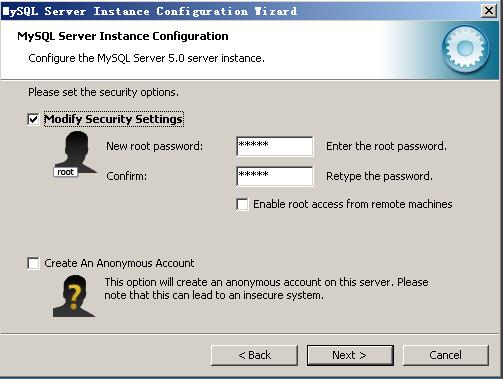 MySQL Server Instance Configuration Wizard
MySQL Server Instance Configuration
Configure the MySQL Server 5.0 server instance.
Please set the security options.
Modify Security Settings
New root password: ***** Enter the root password.
root
Confirm: ***** Retype the password.
Enable root access from remote machines
Create An Anonymous Account
This option will create an anonymous account on this server. Please
note that this can lead to an insecure system.
?
< Back Next > Cancel